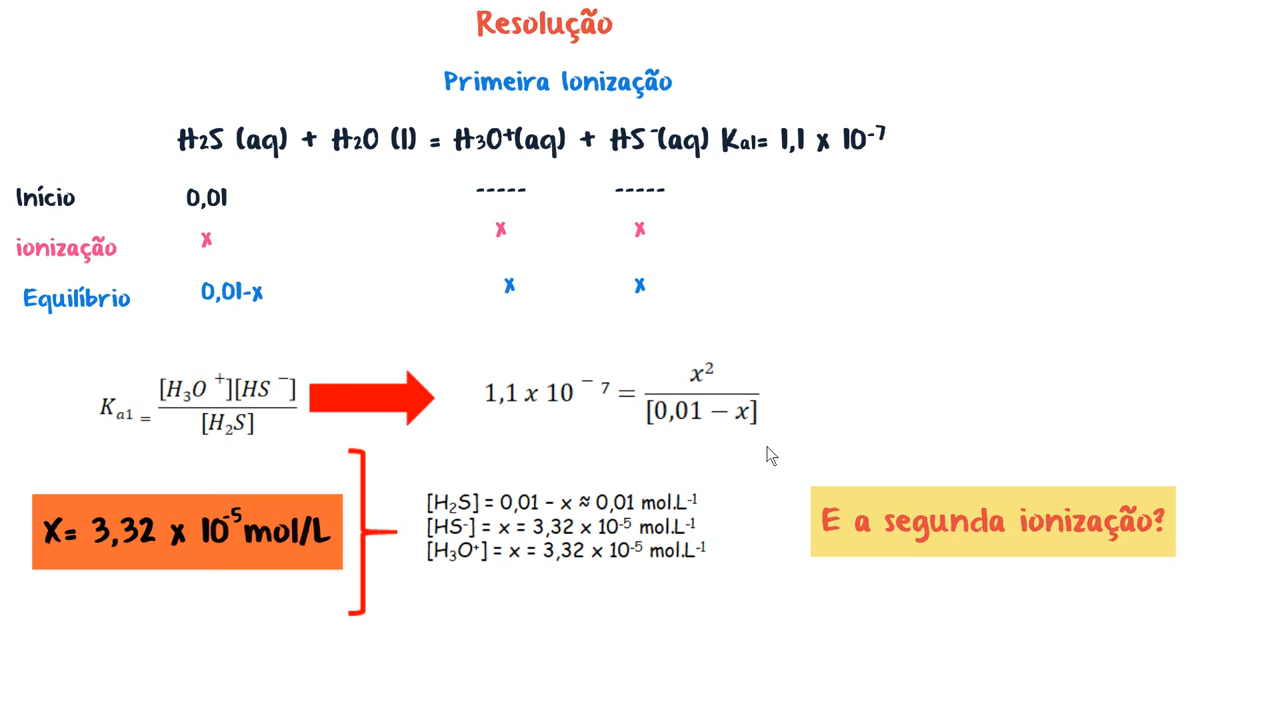 Resolução
Primeira Ionização
H₂S (aq) + H₂O (l) = H₃O⁺(aq) + HS⁻(aq) Ka1= 1,1 x 10⁻⁷
Início 0,01 ----- -----
ionização x x x
Equilíbrio 0,01-x x x
Kₐ₁ ₌ [H₃O ⁺][HS ⁻] / [H₂S]
1,1 x 10 ⁻ ⁷ = x² / [0,01 − x]
X= 3,32 x 10⁻⁵ mol/L
[H₂S] = 0,01 – x ≈ 0,01 mol.L⁻¹
[HS⁻] = x = 3,32 x 10⁻⁵ mol.L⁻¹
[H₃O⁺] = x = 3,32 x 10⁻⁵ mol.L⁻¹
E a segunda ionização?